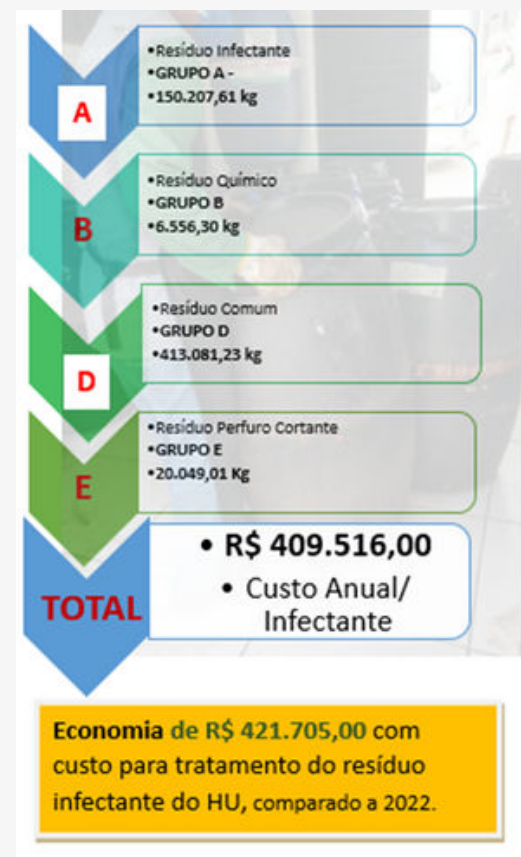 A
•Resíduo Infectante
•GRUPO A -
•150.207,61 kg
B
•Resíduo Químico
•GRUPO B
•6.556,30 kg
D
•Resíduo Comum
•GRUPO D
•413.081,23 kg
E
•Resíduo Perfuro Cortante
•GRUPO E
•20.049,01 Kg
TOTAL
• R$ 409.516,00
• Custo Anual/
Infectante
Economia de R$ 421.705,00 com
custo para tratamento do resíduo
infectante do HU, comparado a 2022.